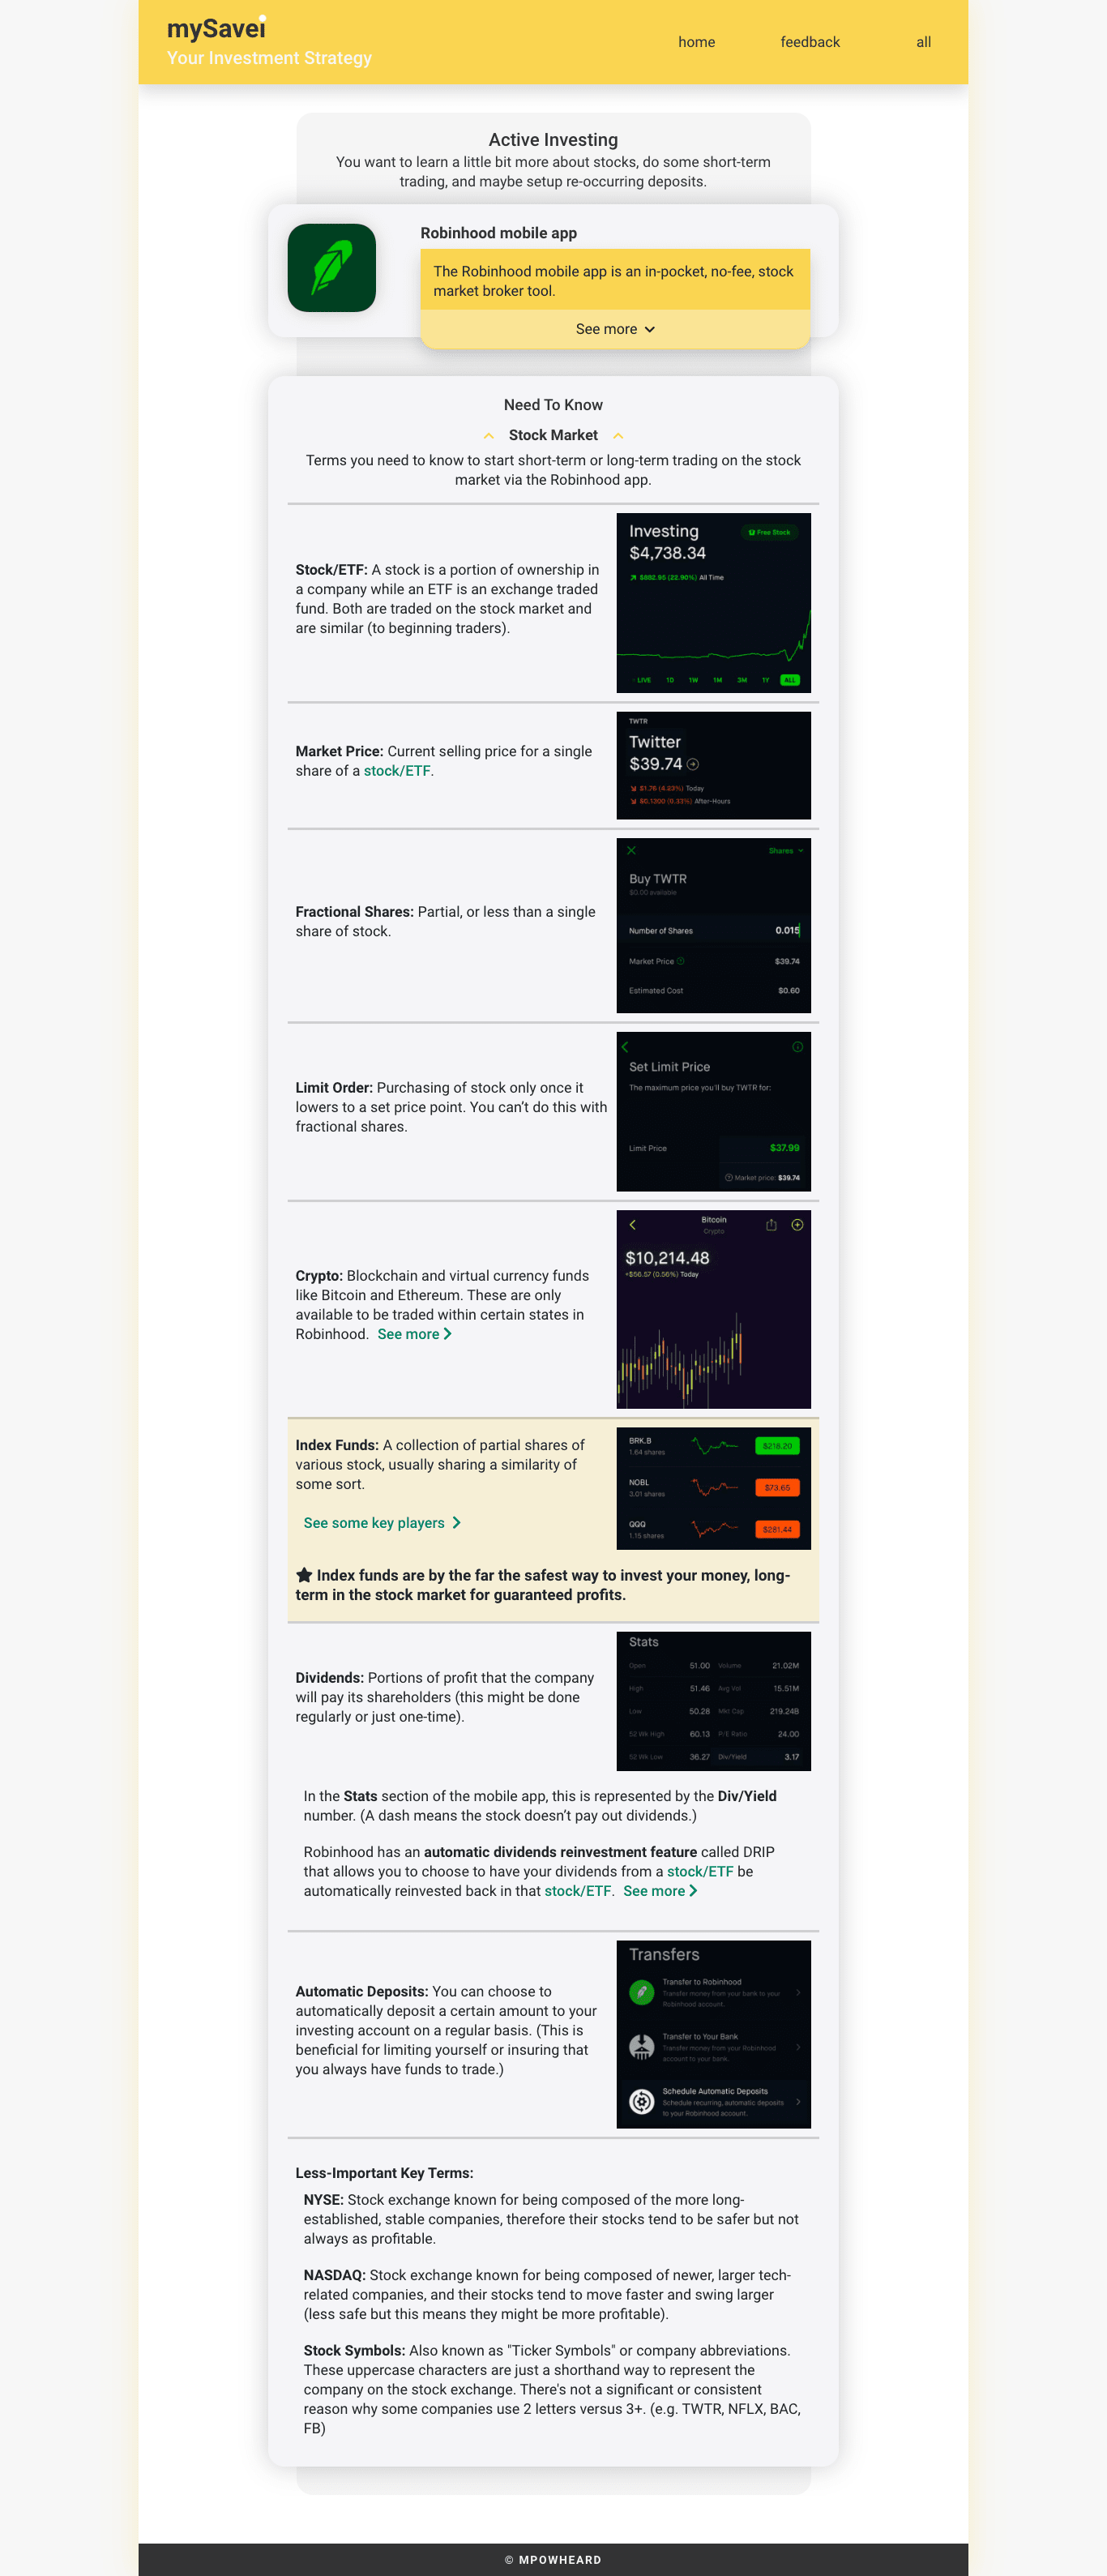 mySavei
Your Investment Strategy
home
feedback
all
Active Investing
You want to learn a little bit more about stocks, do some short-term
trading, and maybe setup re-occurring deposits.
Robinhood mobile app
The Robinhood mobile app is an in-pocket, no-fee, stock
market broker tool.
See more
Need To Know
Stock Market
Terms you need to know to start short-term or long-term trading on the stock
market via the Robinhood app.
Stock/ETF: A stock is a portion of ownership in
a company while an ETF is an exchange traded
fund. Both are traded on the stock market and
are similar (to beginning traders).
Investing
Free Stock
$4,738.34
$882.95 (22.90%) All Time
LIVE 1D 1W 1M 3M 1Y ALL
Market Price: Current selling price for a single
share of a stock/ETF.
TWTR
Twitter
$39.74
$1.76 (4.23%) Today
$0.1300 (0.33%) After-Hours
Fractional Shares: Partial, or less than a single
share of stock.
Shares
Buy TWTR
$0.00 available
Number of Shares 0.015
Market Price $39.74
Estimated Cost $0.60
Limit Order: Purchasing of stock only once it
lowers to a set price point. You can’t do this with
fractional shares.
Set Limit Price
The maximum price you'll buy TWTR for:
Limit Price $37.99
Market price: $39.74
Crypto: Blockchain and virtual currency funds
like Bitcoin and Ethereum. These are only
available to be traded within certain states in
Robinhood. See more
Bitcoin
Crypto
$10,214.48
+$56.57 (0.56%) Today
Index Funds: A collection of partial shares of
various stock, usually sharing a similarity of
some sort.
See some key players
BRK.B
1.64 shares
$218.20
NOBL
3.01 shares
$73.65
QQQ
1.15 shares
$281.44
Index funds are by the far the safest way to invest your money, long-
term in the stock market for guaranteed profits.
Dividends: Portions of profit that the company
will pay its shareholders (this might be done
regularly or just one-time).
Stats
Open 51.00 Volume 21.02M
High 51.46 Avg Vol 15.51M
Low 50.28 Mkt Cap 219.24B
52 Wk High 60.13 P/E Ratio 24.00
52 Wk Low 36.27 Div/Yield 3.17
In the Stats section of the mobile app, this is represented by the Div/Yield
number. (A dash means the stock doesn’t pay out dividends.)
Robinhood has an automatic dividends reinvestment feature called DRIP
that allows you to choose to have your dividends from a stock/ETF be
automatically reinvested back in that stock/ETF. See more
Automatic Deposits: You can choose to
automatically deposit a certain amount to your
investing account on a regular basis. (This is
beneficial for limiting yourself or insuring that
you always have funds to trade.)
Transfers
Transfer to Robinhood
Transfer money from your bank to your
Robinhood account.
Transfer to Your Bank
Transfer money from your Robinhood
account to your bank.
Schedule Automatic Deposits
Schedule recurring, automatic deposits
to your Robinhood account.
Less-Important Key Terms:
NYSE: Stock exchange known for being composed of the more long-
established, stable companies, therefore their stocks tend to be safer but not
always as profitable.
NASDAQ: Stock exchange known for being composed of newer, larger tech-
related companies, and their stocks tend to move faster and swing larger
(less safe but this means they might be more profitable).
Stock Symbols: Also known as "Ticker Symbols" or company abbreviations.
These uppercase characters are just a shorthand way to represent the
company on the stock exchange. There's not a significant or consistent
reason why some companies use 2 letters versus 3+. (e.g. TWTR, NFLX, BAC,
FB)
© MPOWHEARD